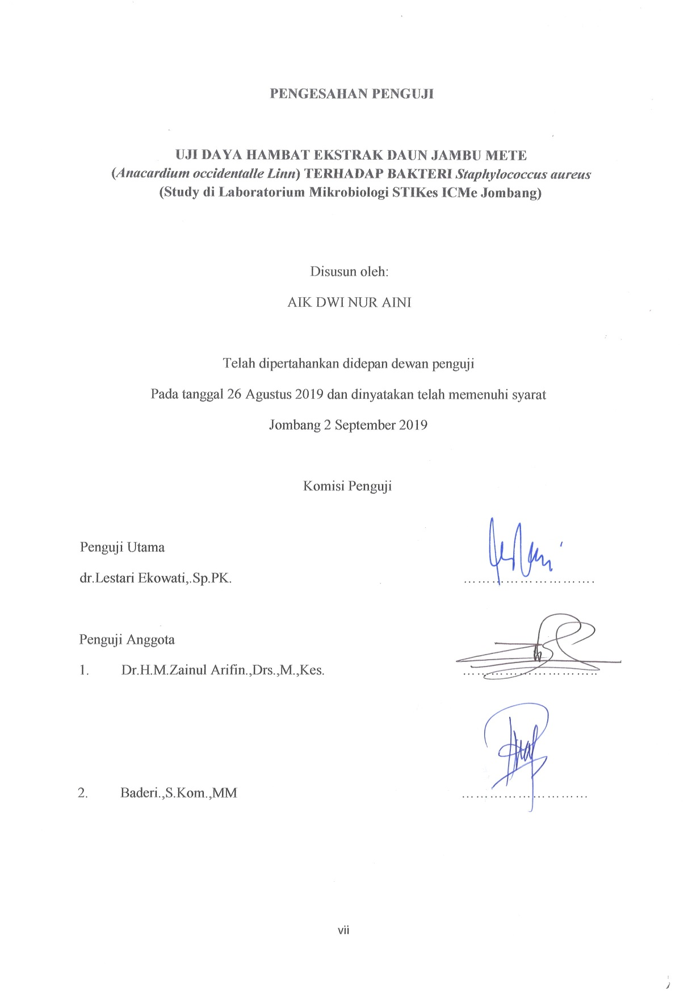 PENGESAHAN PENGUJI
UJI DAYA HAMBAT EKSTRAK DAUN JAMBU METE
(Anacardium occidentalle Linn) TERHADAP BAKTERI Staphylococcus aureus
(Study di Laboratorium Mikrobiologi STIKes ICMe Jombang)
Disusun oleh:
AIK DWI NUR AINI
Telah dipertahankan didepan dewan penguji
Pada tanggal 26 Agustus 2019 dan dinyatakan telah memenuhi syarat
Jombang 2 September 2019
Komisi Penguji
Penguji Utama
dr.Lestari Ekowati,.Sp.PK. ……………………….
Penguji Anggota
1. Dr.H.M.Zainul Arifin.,Drs.,M.,Kes. ………………………..
2. Baderi.,S.Kom.,MM ………………………
vii